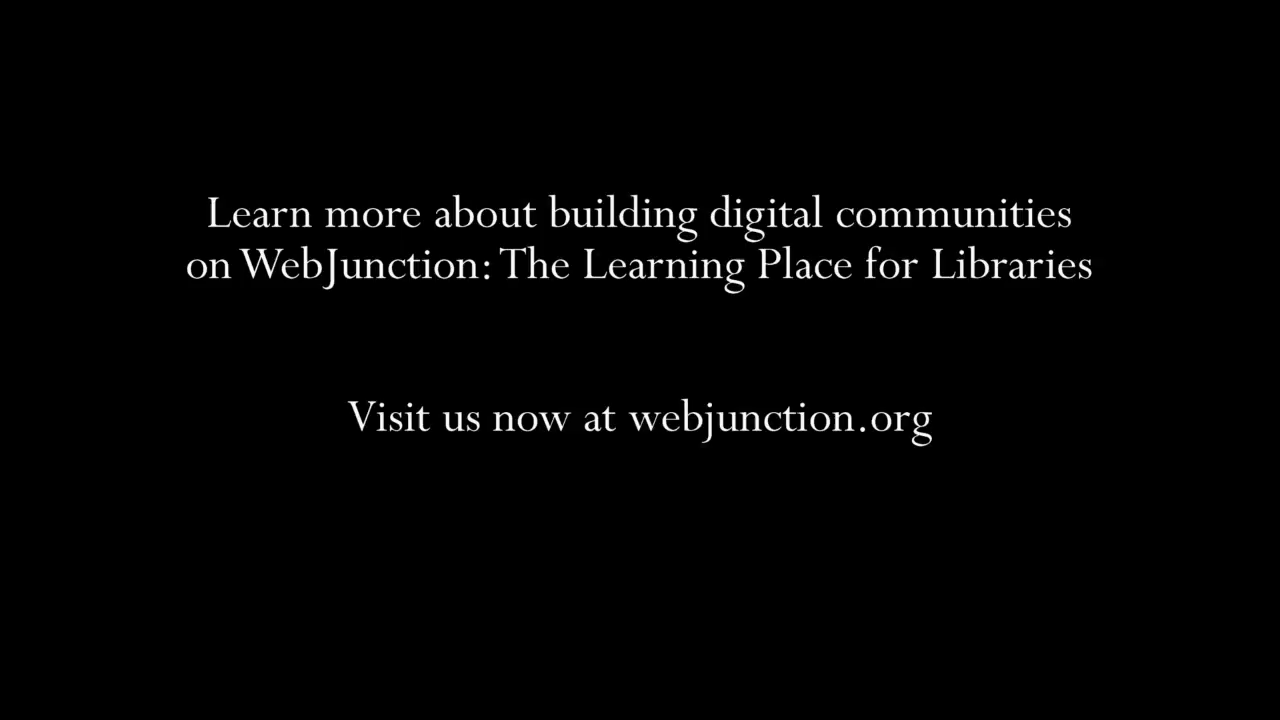 Learn more about building digital communities
on WebJunction: The Learning Place for Libraries
Visit us now at webjunction.org